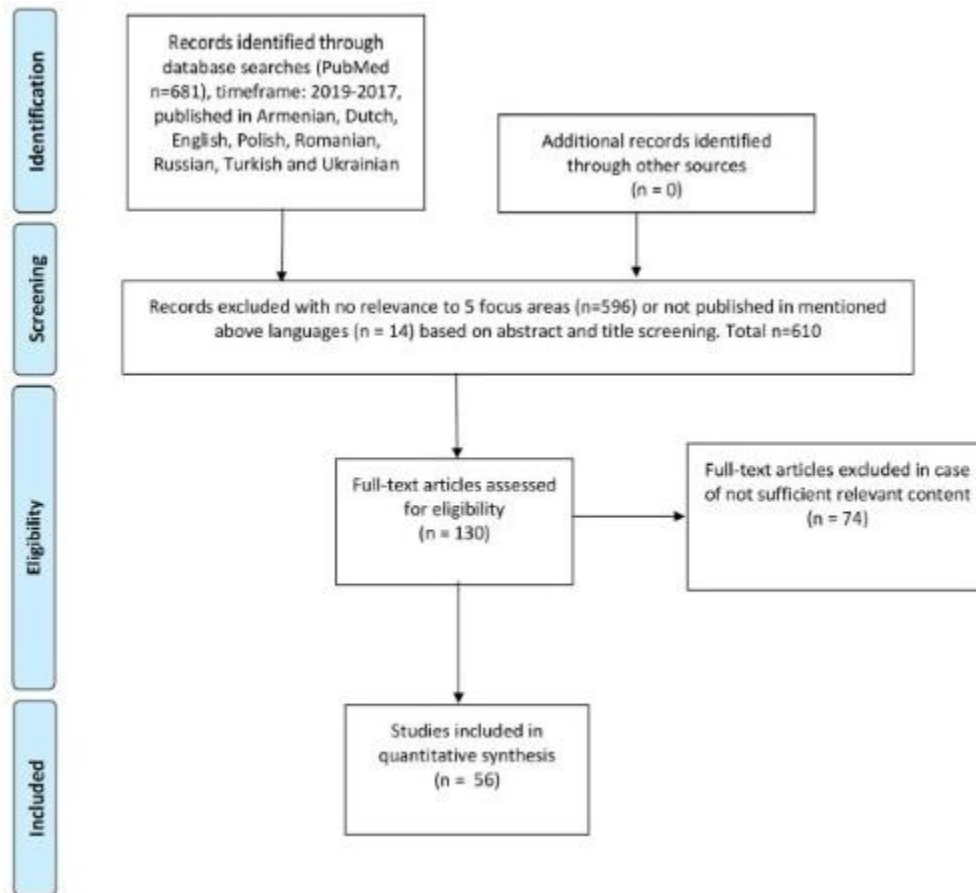 Identification
Records identified through
database searches (PubMed
n=681), timeframe: 2019-2017,
published in Armenian, Dutch,
English, Polish, Romanian,
Russian, Turkish and Ukrainian
Additional records identified
through other sources
(n = 0)
Screening
Records excluded with no relevance to 5 focus areas (n=596) or not published in mentioned
above languages (n = 14) based on abstract and title screening. Total n=610
Eligibility
Full-text articles assessed
for eligibility
(n = 130)
Full-text articles excluded in case
of not sufficient relevant content
(n = 74)
Included
Studies included in
quantitative synthesis
(n = 56)